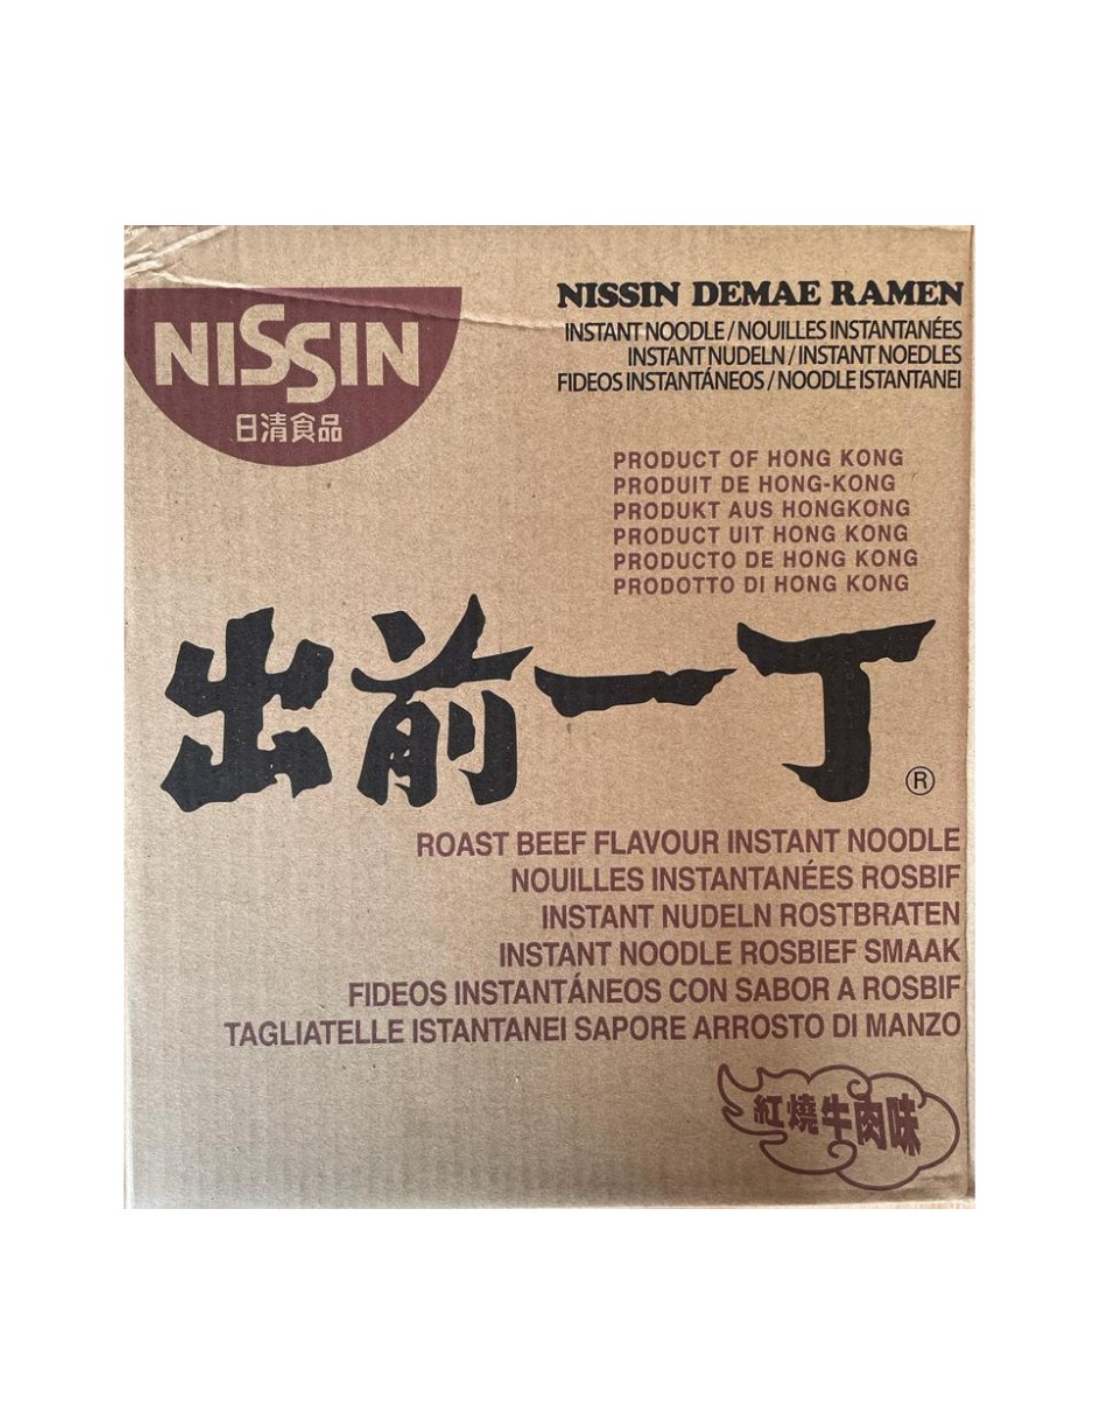 NISSIN
日清食品
NISSIN DEMAE RAMEN
INSTANT NOODLE / NOUILLES INSTANTANÉES
INSTANT NUDELN / INSTANT NOEDLES
FIDEOS INSTANTÁNEOS / NOODLE ISTANTANEI
PRODUCT OF HONG KONG
PRODUIT DE HONG-KONG
PRODUKT AUS HONGKONG
PRODUCT UIT HONG KONG
PRODUCTO DE HONG KONG
PRODOTTO DI HONG KONG
出前一丁®
ROAST BEEF FLAVOUR INSTANT NOODLE
NOUILLES INSTANTANÉES ROSBIF
INSTANT NUDELN ROSTBRATEN
INSTANT NOODLE ROSBIEF SMAAK
FIDEOS INSTANTÁNEOS CON SABOR A ROSBIF
TAGLIATELLE ISTANTANEI SAPORE ARROSTO DI MANZO
紅燒牛肉味